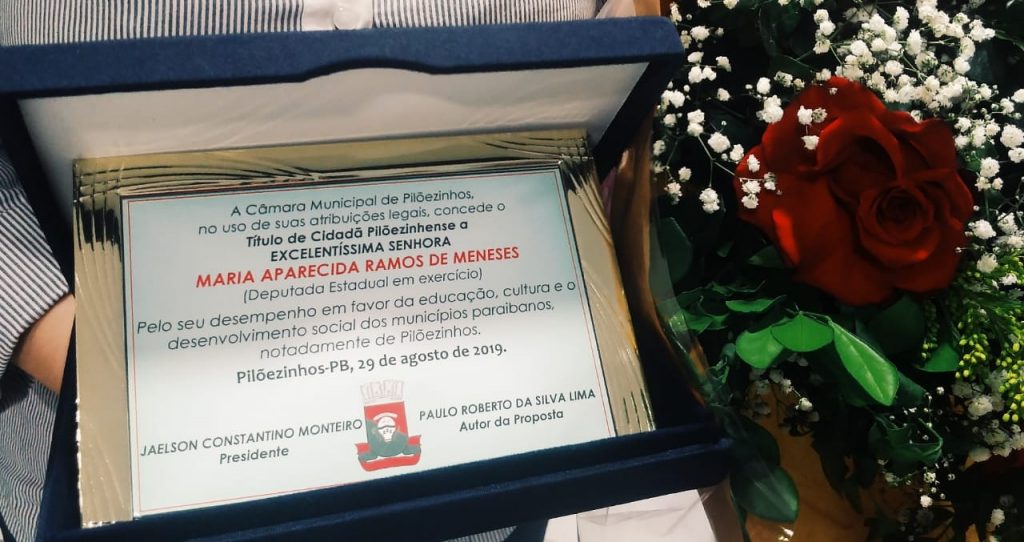 A Câmara Municipal de Pilõezinhos,
no uso de suas atribuições legais, concede o
Título de Cidadã Pilõezinhense a
EXCELENTÍSSIMA SENHORA
MARIA APARECIDA RAMOS DE MENESES
(Deputada Estadual em exercício)
Pelo seu desempenho em favor da educação, cultura e o
desenvolvimento social dos municípios paraibanos,
notadamente de Pilõezinhos.
Pilõezinhos-PB, 29 de agosto de 2019.
JAELSON CONSTANTINO MONTEIRO
Presidente
PAULO ROBERTO DA SILVA LIMA
Autor da Proposta